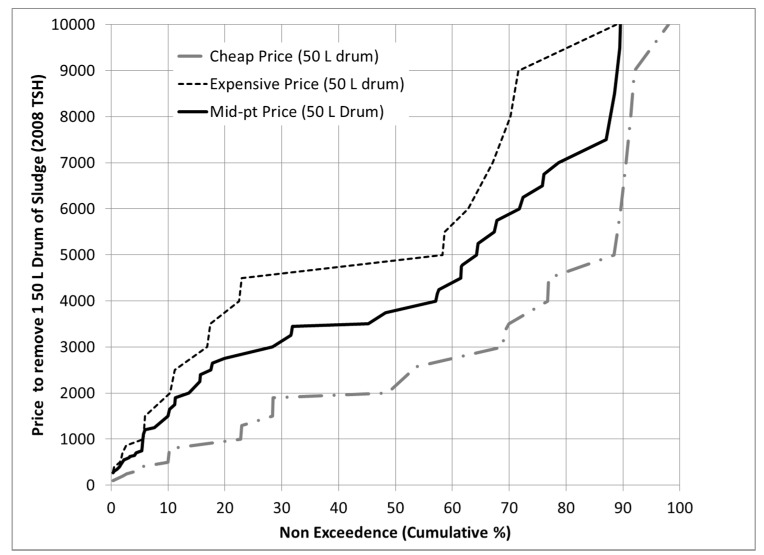 10000
9000
8000
7000
6000
5000
4000
3000
2000
1000
0
Price to remove 1 50 L Drum of Sludge (2008 TSH)
Cheap Price (50 L drum)
Expensive Price (50 L drum)
Mid-pt Price (50 L Drum)
0 10 20 30 40 50 60 70 80 90 100
Non Exceedence (Cumulative %)